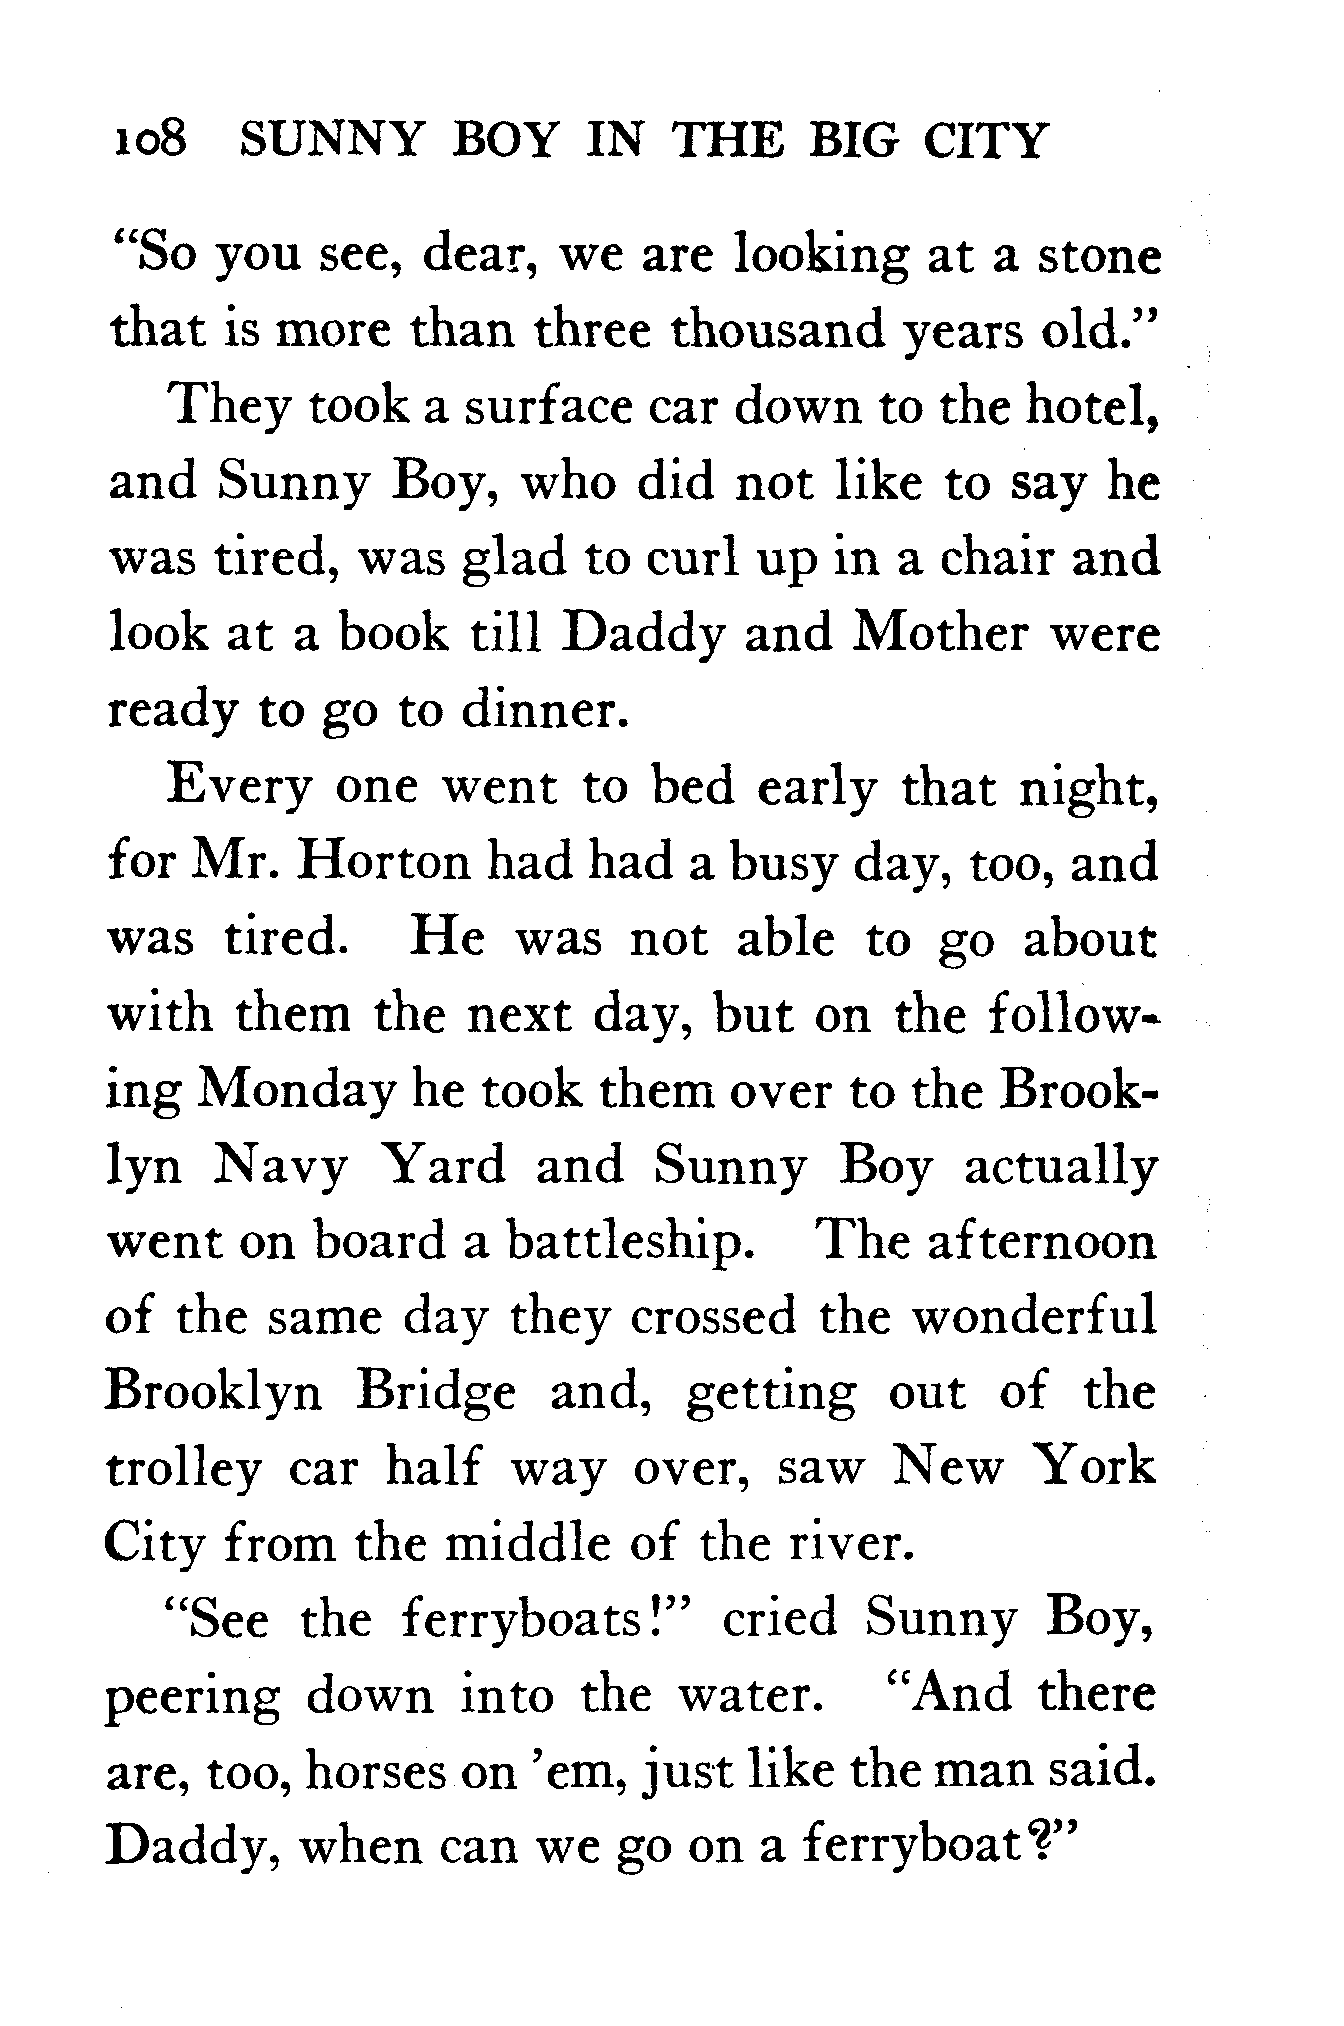 108 SUNNY BOY IN THE BIG CITY
“So you see, dear, we are looking at a stone
that is more than three thousand years old.”
They took a surface car down to the hotel,
and Sunny Boy, who did not like to say he
was tired, was glad to curl up in a chair and
look at a book till Daddy and Mother were
ready to go to dinner.
Every one went to bed early that night,
for Mr. Horton had had a busy day, too, and
was tired. He was not able to go about
with them the next day, but on the follow-
ing Monday he took them over to the Brook-
lyn Navy Yard and Sunny Boy actually
went on board a battleship. The afternoon
of the same day they crossed the wonderful
Brooklyn Bridge and, getting out of the
trolley car half way over, saw New York
City from the middle of the river.
“See the ferryboats!” cried Sunny Boy,
peering down into the water. “And there
are, too, horses on ’em, just like the man said.
Daddy, when can we go on a ferryboat?”